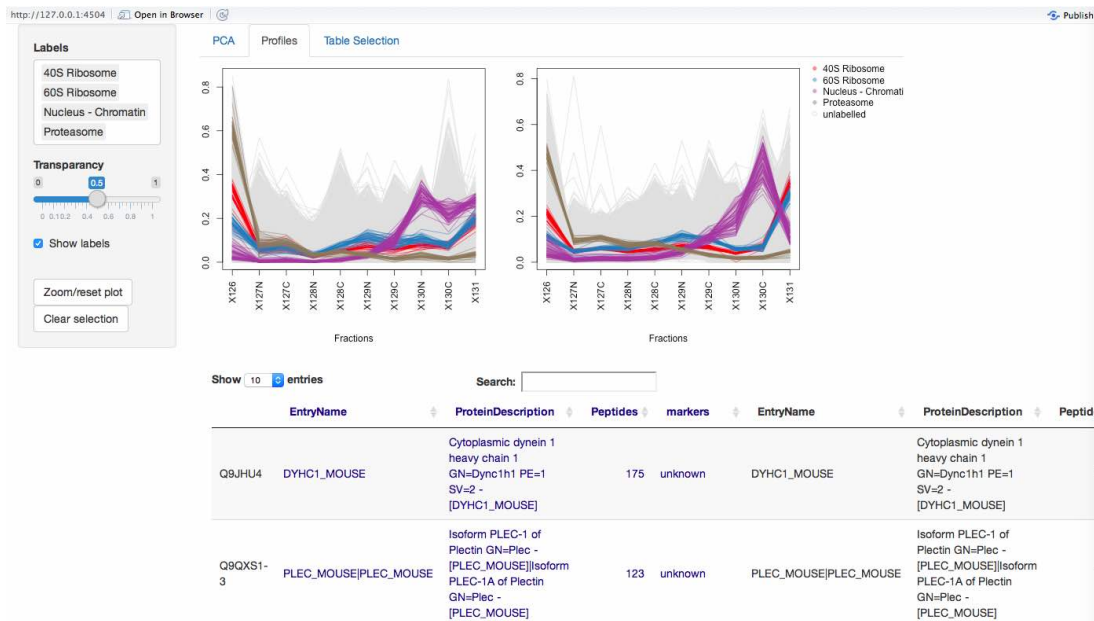 http://127.0.0.1:4504 Open in Browser Publish
Labels
40S Ribosome
60S Ribosome
Nucleus - Chromatin
Proteasome
Transparancy
0 0.5 1
0 0.10.2 0.4 0.6 0.8 1
Show labels
Zoom/reset plot
Clear selection
PCA Profiles Table Selection
0.8
0.6
0.4
0.2
0.0
X126 X127N X127C X128N X128C X129N X129C X130N X130C X131
Fractions
0.8
0.6
0.4
0.2
0.0
X126 X127N X127C X128N X128C X129N X129C X130N X130C X131
Fractions
40S Ribosome
60S Ribosome
Nucleus - Chromati
Proteasome
unlabelled
Show 10 entries Search:
EntryName ProteinDescription Peptides markers EntryName ProteinDescription Peptid
Cytoplasmic dynein 1 Cytoplasmic dynein 1
heavy chain 1 heavy chain 1
Q9JHU4 DYHC1_MOUSE GN=Dync1h1 PE=1 175 unknown DYHC1_MOUSE GN=Dync1h1 PE=1
SV=2 - SV=2 -
[DYHC1_MOUSE] [DYHC1_MOUSE]
Isoform PLEC-1 of Isoform PLEC-1 of
Plectin GN=Plec - Plectin GN=Plec -
Q9QXS1- [PLEC_MOUSE]|Isoform [PLEC_MOUSE]|Isoform
3 PLEC_MOUSE|PLEC_MOUSE PLEC-1A of Plectin 123 unknown PLEC_MOUSE|PLEC_MOUSE PLEC-1A of Plectin
GN=Plec - GN=Plec -
[PLEC_MOUSE] [PLEC_MOUSE]